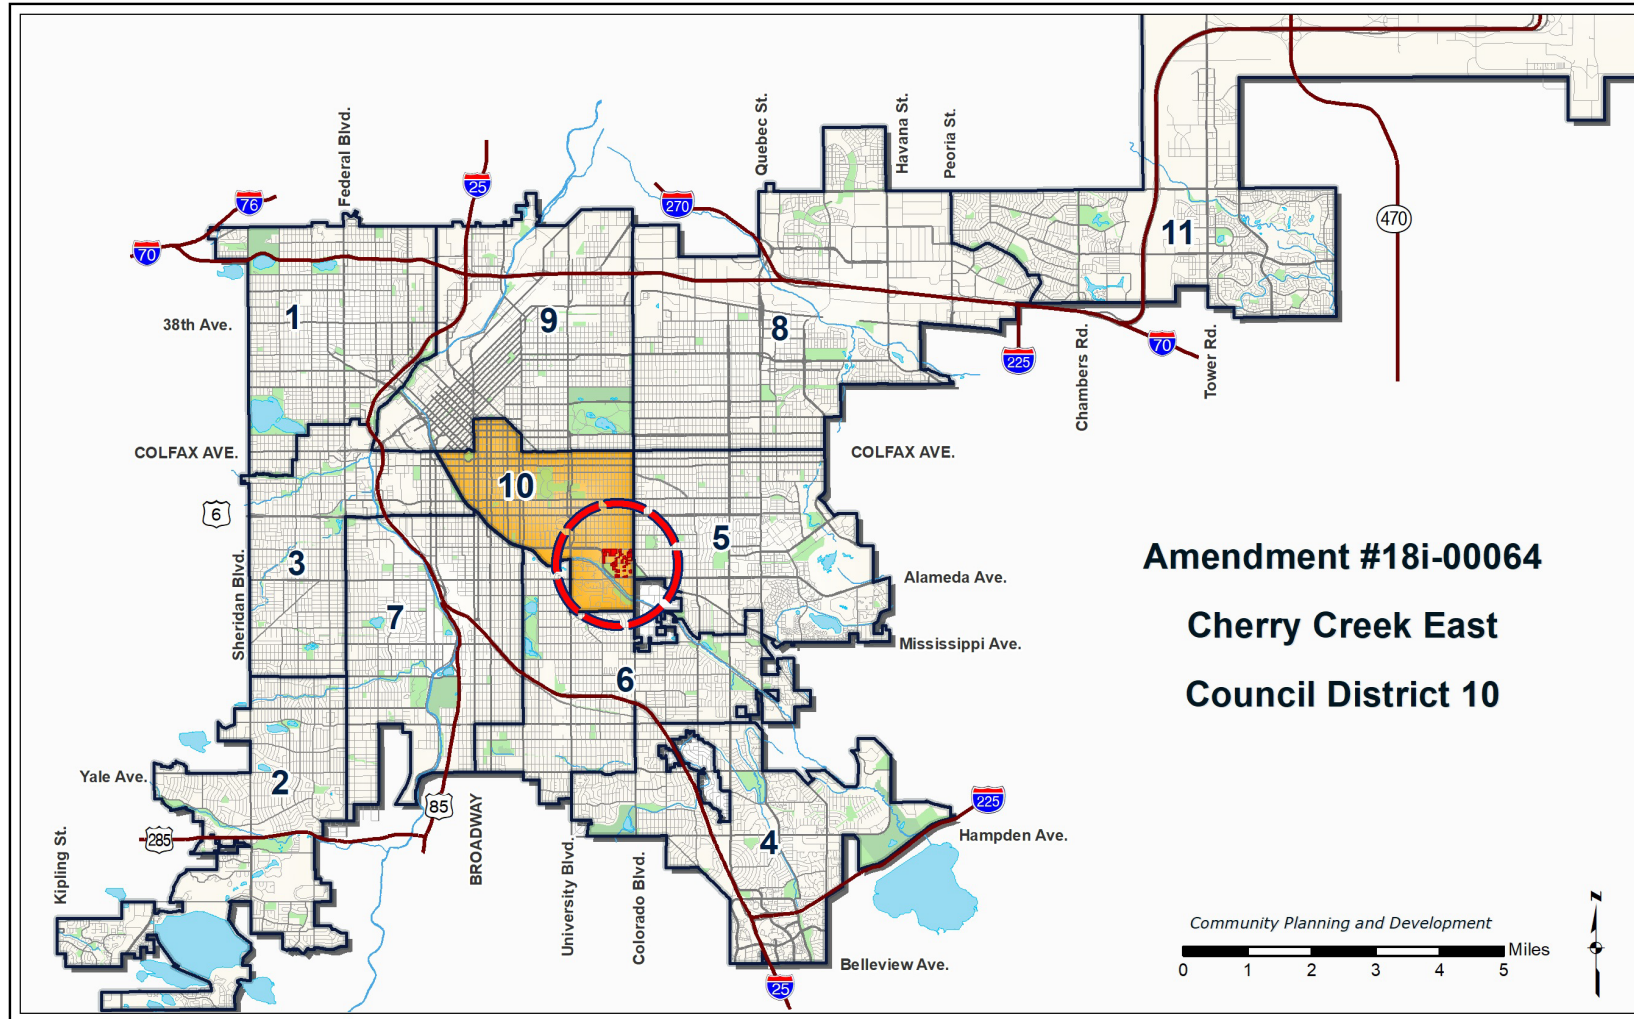 Federal Blvd.
Quebec St.
Havana St.
Peoria St.
76
25
270
470
70
11
1
9
8
38th Ave.
225
70
Chambers Rd.
Tower Rd.
COLFAX AVE.
COLFAX AVE.
10
6
5
3
Sheridan Blvd.
7
Alameda Ave.
Mississippi Ave.
6
Amendment #18i-00064
Cherry Creek East
Council District 10
Yale Ave.
2
85
225
285
Hampden Ave.
4
Kipling St.
BROADWAY
University Blvd.
Colorado Blvd.
Belleview Ave.
25
Community Planning and Development
Miles
0 1 2 3 4 5
N